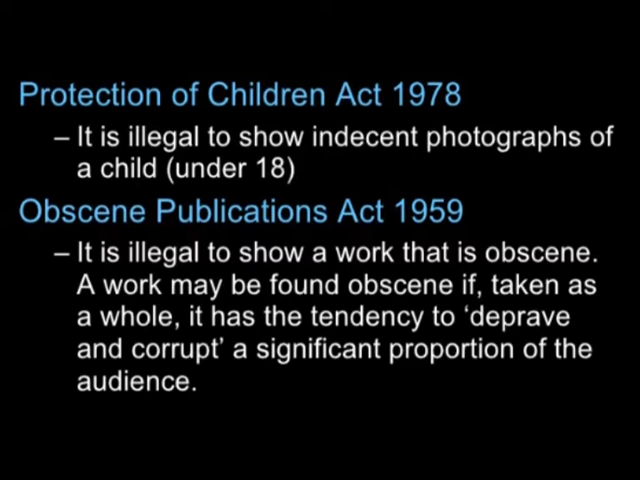 Protection of Children Act 1978
– It is illegal to show indecent photographs of
a child (under 18)
Obscene Publications Act 1959
– It is illegal to show a work that is obscene.
A work may be found obscene if, taken as
a whole, it has the tendency to ‘deprave
and corrupt’ a significant proportion of the
audience.